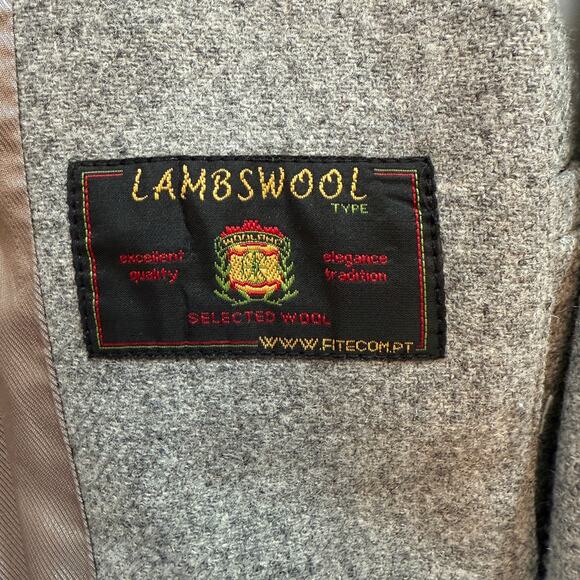 LAMBSWOOL
TYPE
excellent
quality
elegance
tradition
SELECTED WOOL
WWW.FITECOM.PT